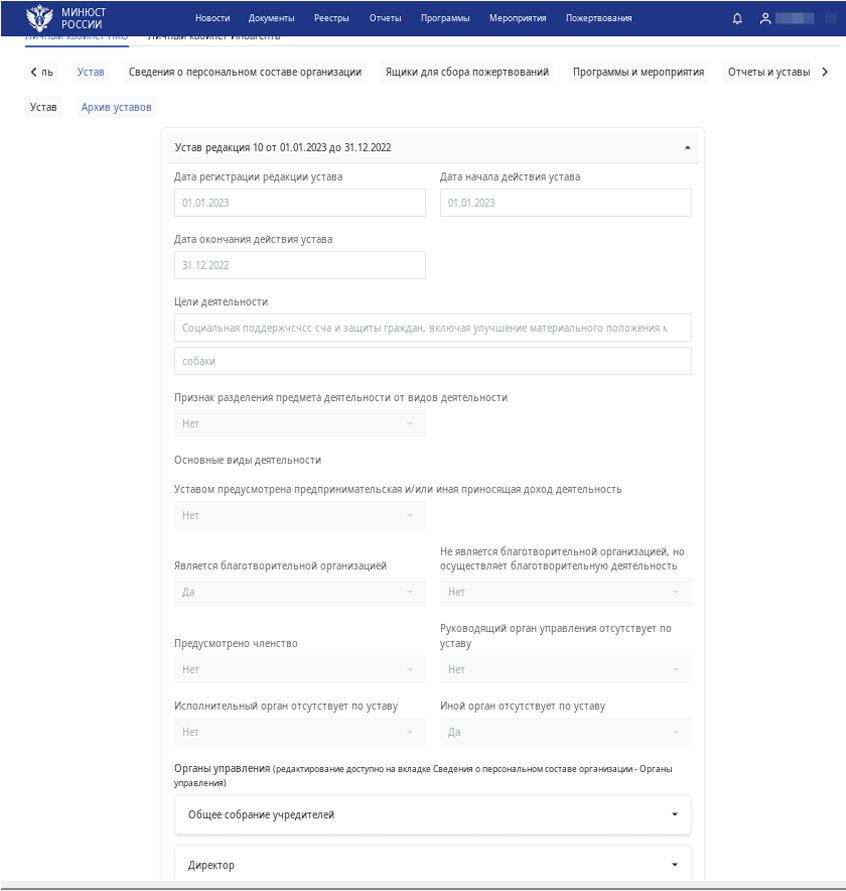 МИНЮСТ
РОССИИ
Новости Документы Реестры Отчеты Программы Мероприятия Пожертвования
Личный кабинет НКО Личный кабинет Иноагента
ль Устав Сведения о персональном составе организации Ящики для сбора пожертвований Программы и мероприятия Отчеты и уставы
Устав Архив уставов
Устав редакция 10 от 01.01.2023 до 31.12.2022
Дата регистрации редакции устава Дата начала действия устава
01.01.2023 01.01.2023
Дата окончания действия устава
31.12.2022
Цели деятельности
Социальная поддержчсчсс сча и защиты граждан, включая улучшение материального положения м
собаки
Признак разделения предмета деятельности от видов деятельности
Нет
Основные виды деятельности
Уставом предусмотрена предпринимательская и/или иная приносящая доход деятельность
Нет
Не является благотворительной организацией, но
Является благотворительной организацией осуществляет благотворительную деятельность
Да Нет
Руководящий орган управления отсутствует по
Предусмотрено членство уставу
Нет Нет
Исполнительный орган отсутствует по уставу Иной орган отсутствует по уставу
Нет Да
Органы управления (редактирование доступно на вкладке Сведения о персональном составе организации - Органы
управления)
Общее собрание учредителей
Директор